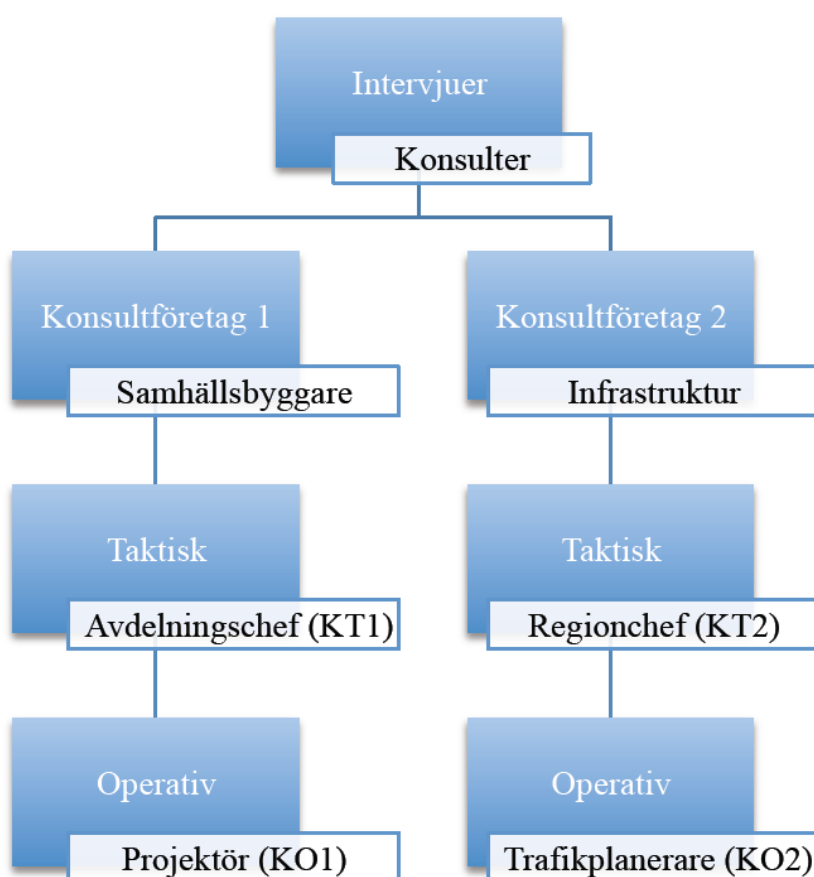 Intervjuer
Konsulter
Konsultföretag 1
Samhällsbyggare
Konsultföretag 2
Infrastruktur
Taktisk
Avdelningschef (KT1)
Taktisk
Regionchef (KT2)
Operativ
Projektör (KO1)
Operativ
Trafikplanerare (KO2)